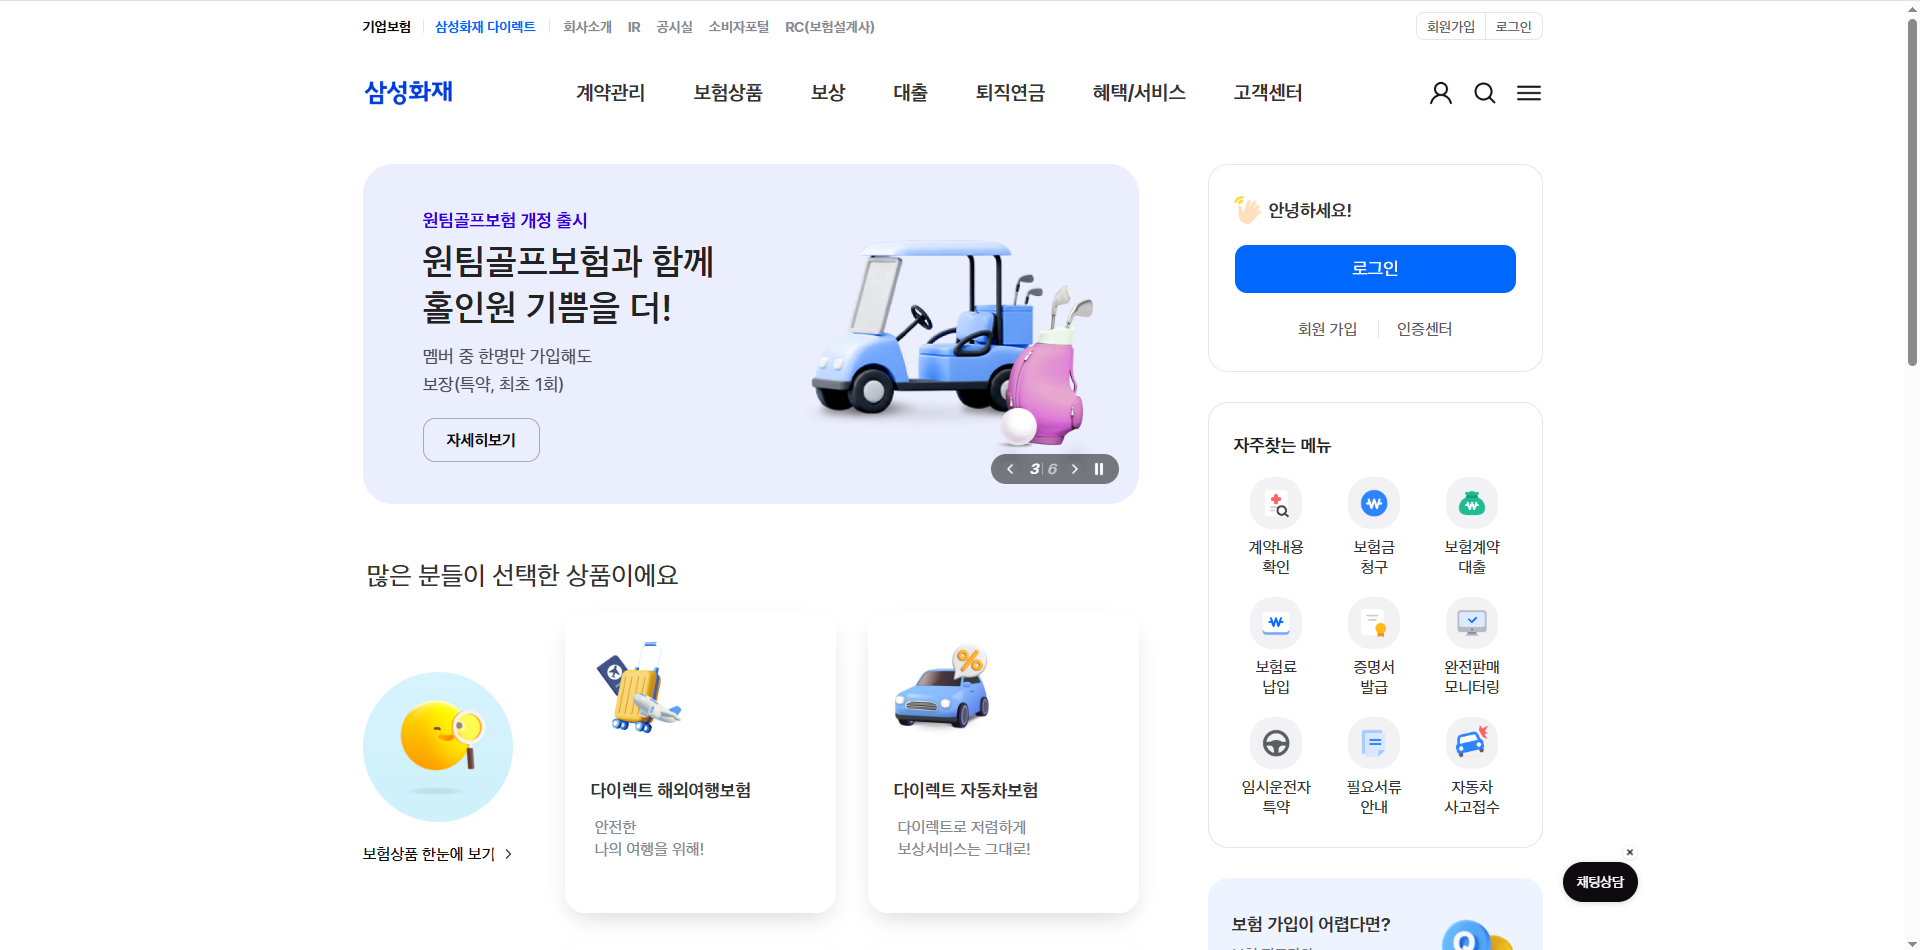 기업보험
삼성화재 다이렉트
회사소개
IR
공시실
소비자포털
RC(보험설계사)
회원가입
로그인
삼성화재
계약관리
보험상품
보상
대출
퇴직연금
혜택/서비스
고객센터
원팀골프보험 개정 출시
원팀골프보험과 함께
홀인원 기쁨을 더!
멤버 중 한명만 가입해도
보장(특약, 최초 1회)
자세히보기
3 6
안녕하세요!
로그인
회원 가입
인증센터
자주찾는 메뉴
계약내용
확인
보험금
청구
보험계약
대출
보험료
납입
증명서
발급
완전판매
모니터링
임시운전자
특약
필요서류
안내
자동차
사고접수
많은 분들이 선택한 상품이에요
보험상품 한눈에 보기
다이렉트 해외여행보험
안전한
나의 여행을 위해!
%
다이렉트 자동차보험
다이렉트로 저렴하게
보상서비스는 그대로!
채팅상담
보험 가입이 어렵다면?
Q